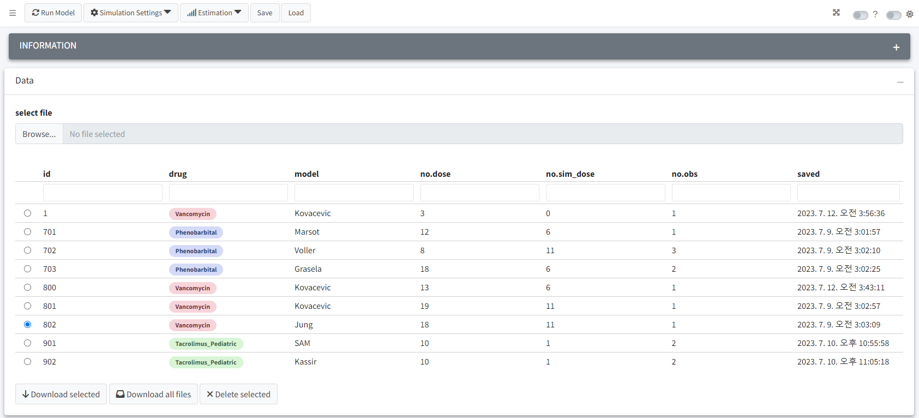 Run Model Simulation Settings Estimation Save Load ?
INFORMATION +
Data
select file
Browse... No file selected
id drug model no.dose no.sim_dose no.obs saved
1 Vancomycin Kovacevic 3 0 1 2023. 7. 12. 오전 3:56:36
701 Phenobarbital Marsot 12 6 1 2023. 7. 9. 오전 3:01:57
702 Phenobarbital Voller 8 11 3 2023. 7. 9. 오전 3:02:10
703 Phenobarbital Grasela 18 6 2 2023. 7. 9. 오전 3:02:25
800 Vancomycin Kovacevic 13 6 1 2023. 7. 12. 오전 3:43:11
801 Vancomycin Kovacevic 19 11 1 2023. 7. 9. 오전 3:02:57
802 Vancomycin Jung 18 11 1 2023. 7. 9. 오전 3:03:09
901 Tacrolimus_Pediatric SAM 10 1 2 2023. 7. 10. 오후 10:55:58
902 Tacrolimus_Pediatric Kassir 10 1 2 2023. 7. 10. 오후 11:05:18
Download selected Download all files Delete selected